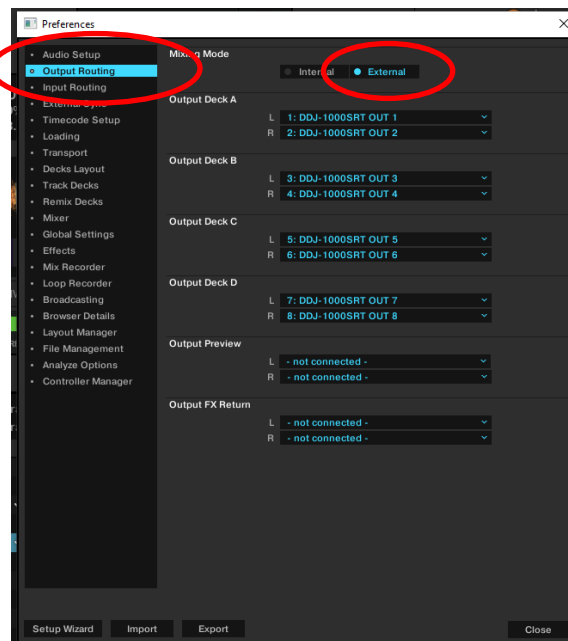 Preferences
Audio Setup
Output Routing
Input Routing
External Sync
Timecode Setup
Loading
Transport
Decks Layout
Track Decks
Remix Decks
Mixer
Global Settings
Effects
Mix Recorder
Loop Recorder
Broadcasting
Browser Details
Layout Manager
File Management
Analyze Options
Controller Manager
Mixing Mode
Internal External
Output Deck A
L 1: DDJ-1000SRT OUT 1
R 2: DDJ-1000SRT OUT 2
Output Deck B
L 3: DDJ-1000SRT OUT 3
R 4: DDJ-1000SRT OUT 4
Output Deck C
L 5: DDJ-1000SRT OUT 5
R 6: DDJ-1000SRT OUT 6
Output Deck D
L 7: DDJ-1000SRT OUT 7
R 8: DDJ-1000SRT OUT 8
Output Preview
L - not connected -
R - not connected -
Output FX Return
L - not connected -
R - not connected -
Setup Wizard Import Export Close